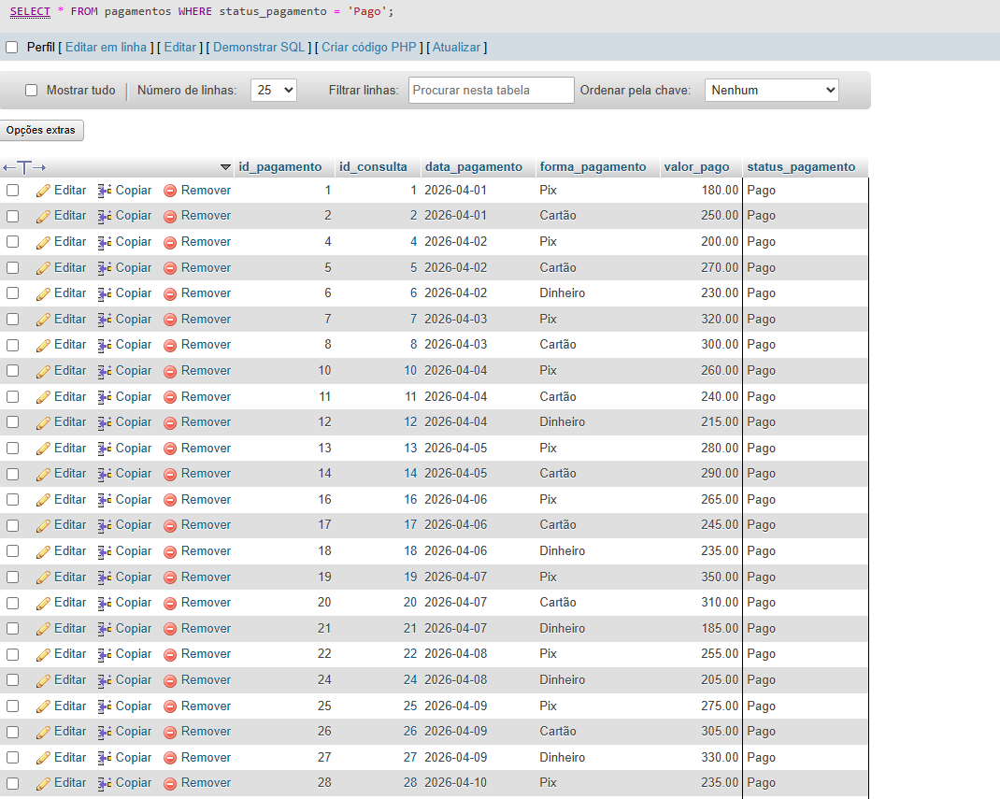 SELECT * FROM pagamentos WHERE status_pagamento = 'Pago';
Perfil [ Editar em linha ] [ Editar ] [ Demonstrar SQL ] [ Criar código PHP ] [ Atualizar ]
Mostrar tudo Número de linhas: 25 Filtrar linhas: Procurar nesta tabela Ordenar pela chave: Nenhum
Opções extras
←T→ id_pagamento id_consulta data_pagamento forma_pagamento valor_pago status_pagamento
Editar Copiar Remover 1 1 2026-04-01 Pix 180.00 Pago
Editar Copiar Remover 2 2 2026-04-01 Cartão 250.00 Pago
Editar Copiar Remover 4 4 2026-04-02 Pix 200.00 Pago
Editar Copiar Remover 5 5 2026-04-02 Cartão 270.00 Pago
Editar Copiar Remover 6 6 2026-04-02 Dinheiro 230.00 Pago
Editar Copiar Remover 7 7 2026-04-03 Pix 320.00 Pago
Editar Copiar Remover 8 8 2026-04-03 Cartão 300.00 Pago
Editar Copiar Remover 10 10 2026-04-04 Pix 260.00 Pago
Editar Copiar Remover 11 11 2026-04-04 Cartão 240.00 Pago
Editar Copiar Remover 12 12 2026-04-04 Dinheiro 215.00 Pago
Editar Copiar Remover 13 13 2026-04-05 Pix 280.00 Pago
Editar Copiar Remover 14 14 2026-04-05 Cartão 290.00 Pago
Editar Copiar Remover 16 16 2026-04-06 Pix 265.00 Pago
Editar Copiar Remover 17 17 2026-04-06 Cartão 245.00 Pago
Editar Copiar Remover 18 18 2026-04-06 Dinheiro 235.00 Pago
Editar Copiar Remover 19 19 2026-04-07 Pix 350.00 Pago
Editar Copiar Remover 20 20 2026-04-07 Cartão 310.00 Pago
Editar Copiar Remover 21 21 2026-04-07 Dinheiro 185.00 Pago
Editar Copiar Remover 22 22 2026-04-08 Pix 255.00 Pago
Editar Copiar Remover 24 24 2026-04-08 Dinheiro 205.00 Pago
Editar Copiar Remover 25 25 2026-04-09 Pix 275.00 Pago
Editar Copiar Remover 26 26 2026-04-09 Cartão 305.00 Pago
Editar Copiar Remover 27 27 2026-04-09 Dinheiro 330.00 Pago
Editar Copiar Remover 28 28 2026-04-10 Pix 235.00 Pago